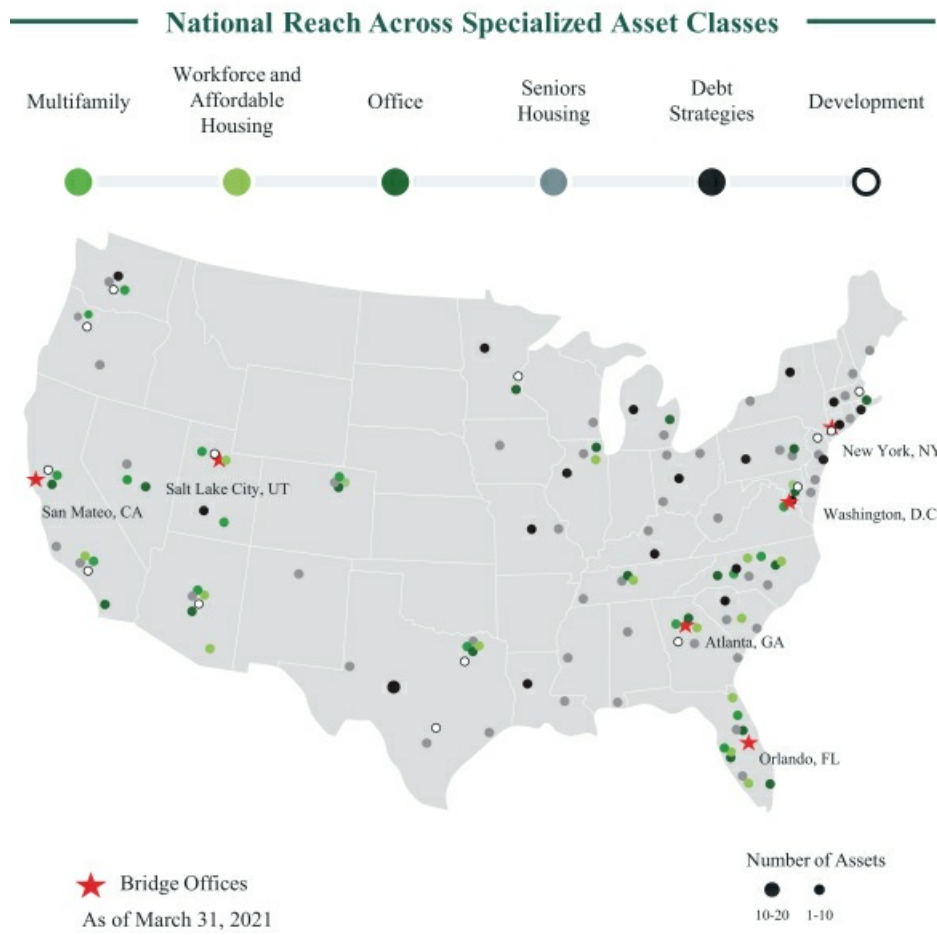 National Reach Across Specialized Asset Classes
Multifamily
Workforce and
Affordable
Housing
Office
Seniors
Housing
Debt
Strategies
Development
New York, NY
Salt Lake City, UT
San Mateo, CA
Washington, D.C
Atlanta, GA
Orlando, FL
Number of Assets
10-20
1-10
Bridge Offices
As of March 31, 2021